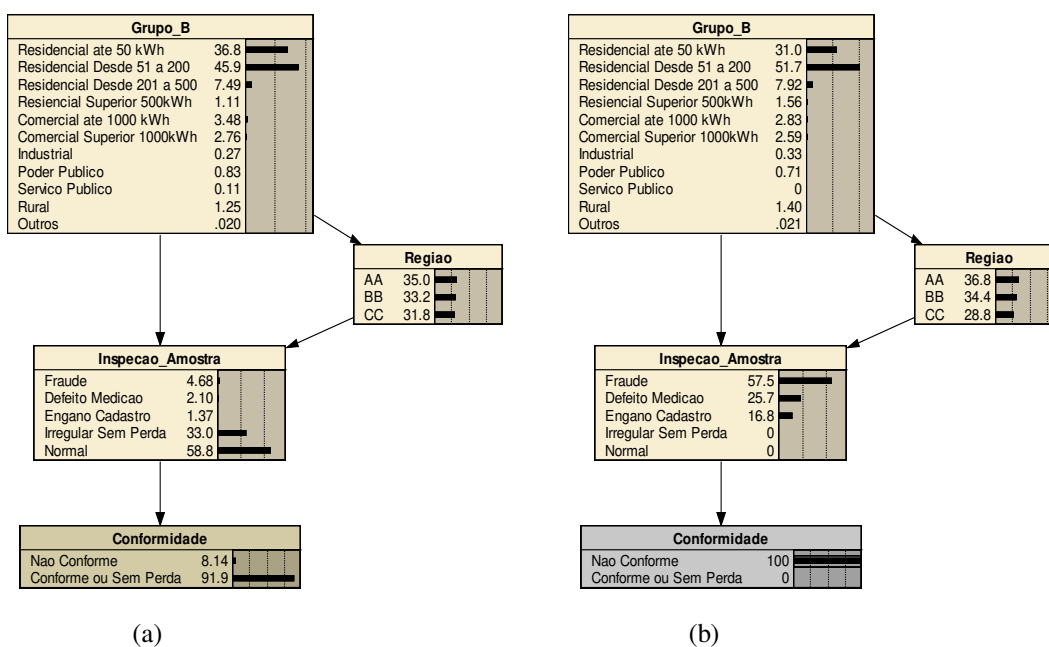 Grupo_B
Residencial ate 50 kWh 36.8
Residencial Desde 51 a 200 45.9
Residencial Desde 201 a 500 7.49
Resiencial Superior 500kWh 1.11
Comercial ate 1000 kWh 3.48
Comercial Superior 1000kWh 2.76
Industrial 0.27
Poder Publico 0.83
Servico Publico 0.11
Rural 1.25
Outros .020
Regiao
AA 35.0
BB 33.2
CC 31.8
Inspecao_Amostra
Fraude 4.68
Defeito Medicao 2.10
Engano Cadastro 1.37
Irregular Sem Perda 33.0
Normal 58.8
Conformidade
Nao Conforme 8.14
Conforme ou Sem Perda 91.9
(a)
Grupo_B
Residencial ate 50 kWh 31.0
Residencial Desde 51 a 200 51.7
Residencial Desde 201 a 500 7.92
Resiencial Superior 500kWh 1.56
Comercial ate 1000 kWh 2.83
Comercial Superior 1000kWh 2.59
Industrial 0.33
Poder Publico 0.71
Servico Publico 0
Rural 1.40
Outros .021
Regiao
AA 36.8
BB 34.4
CC 28.8
Inspecao_Amostra
Fraude 57.5
Defeito Medicao 25.7
Engano Cadastro 16.8
Irregular Sem Perda 0
Normal 0
Conformidade
Nao Conforme 100
Conforme ou Sem Perda 0
(b)